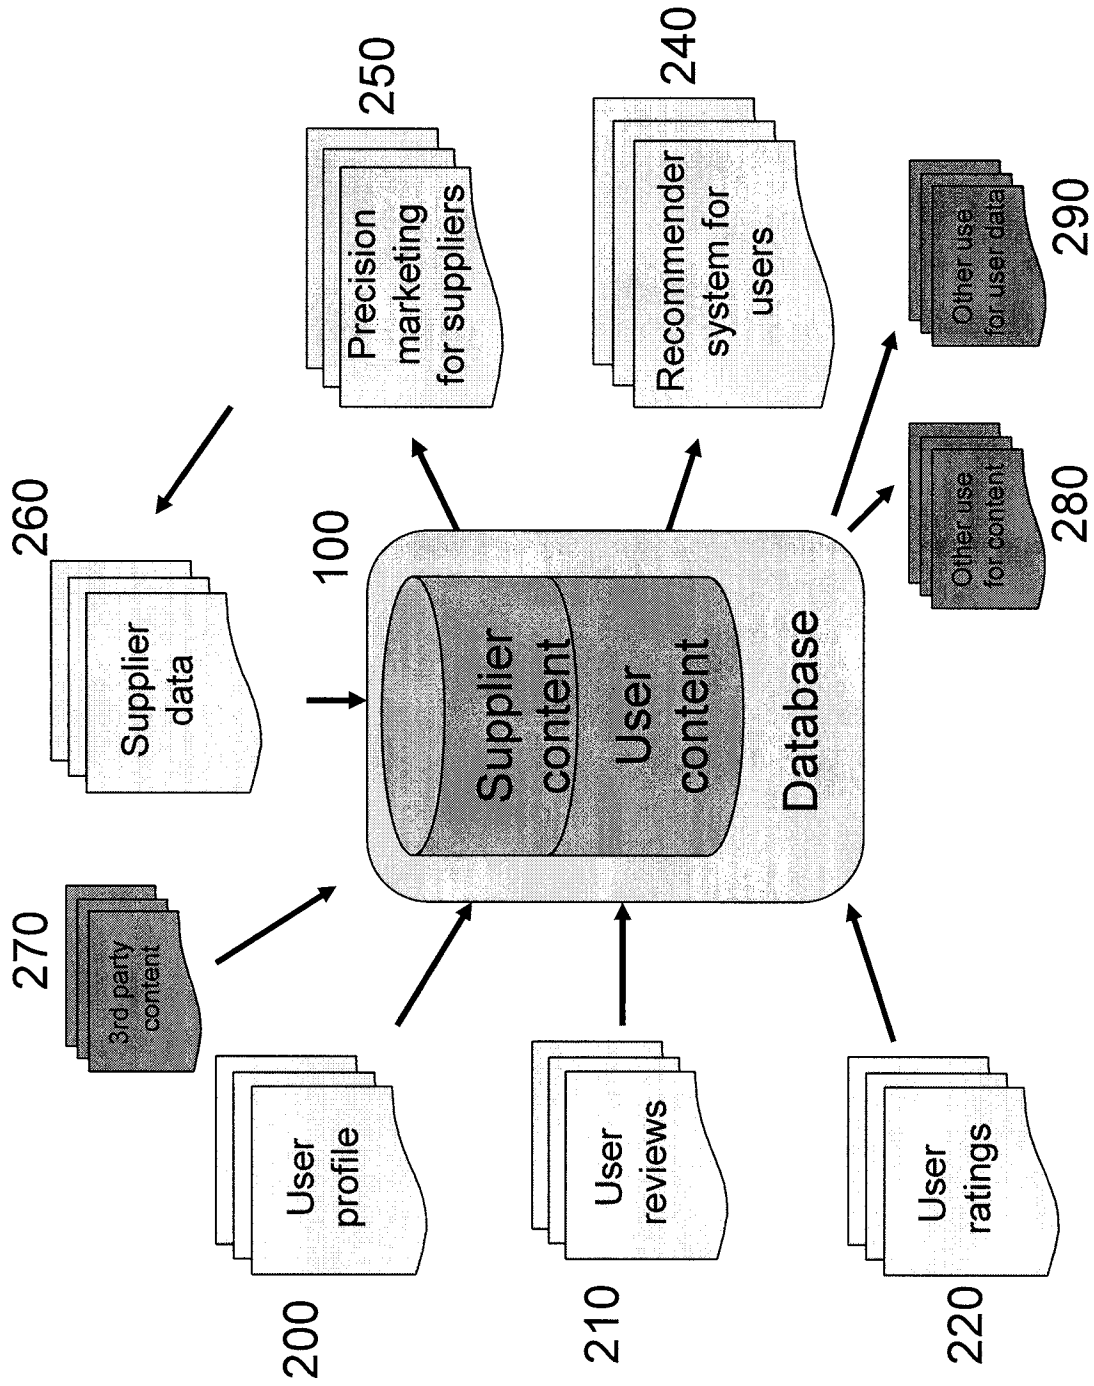 270
3rd party
content
260
Supplier
data
250
Precision
marketing
for suppliers
200
User
profile
100
Supplier
content
User
content
Database
210
User
reviews
240
Recommender
system for
users
220
User
ratings
Other use
for content
280
Other use
for user data
290